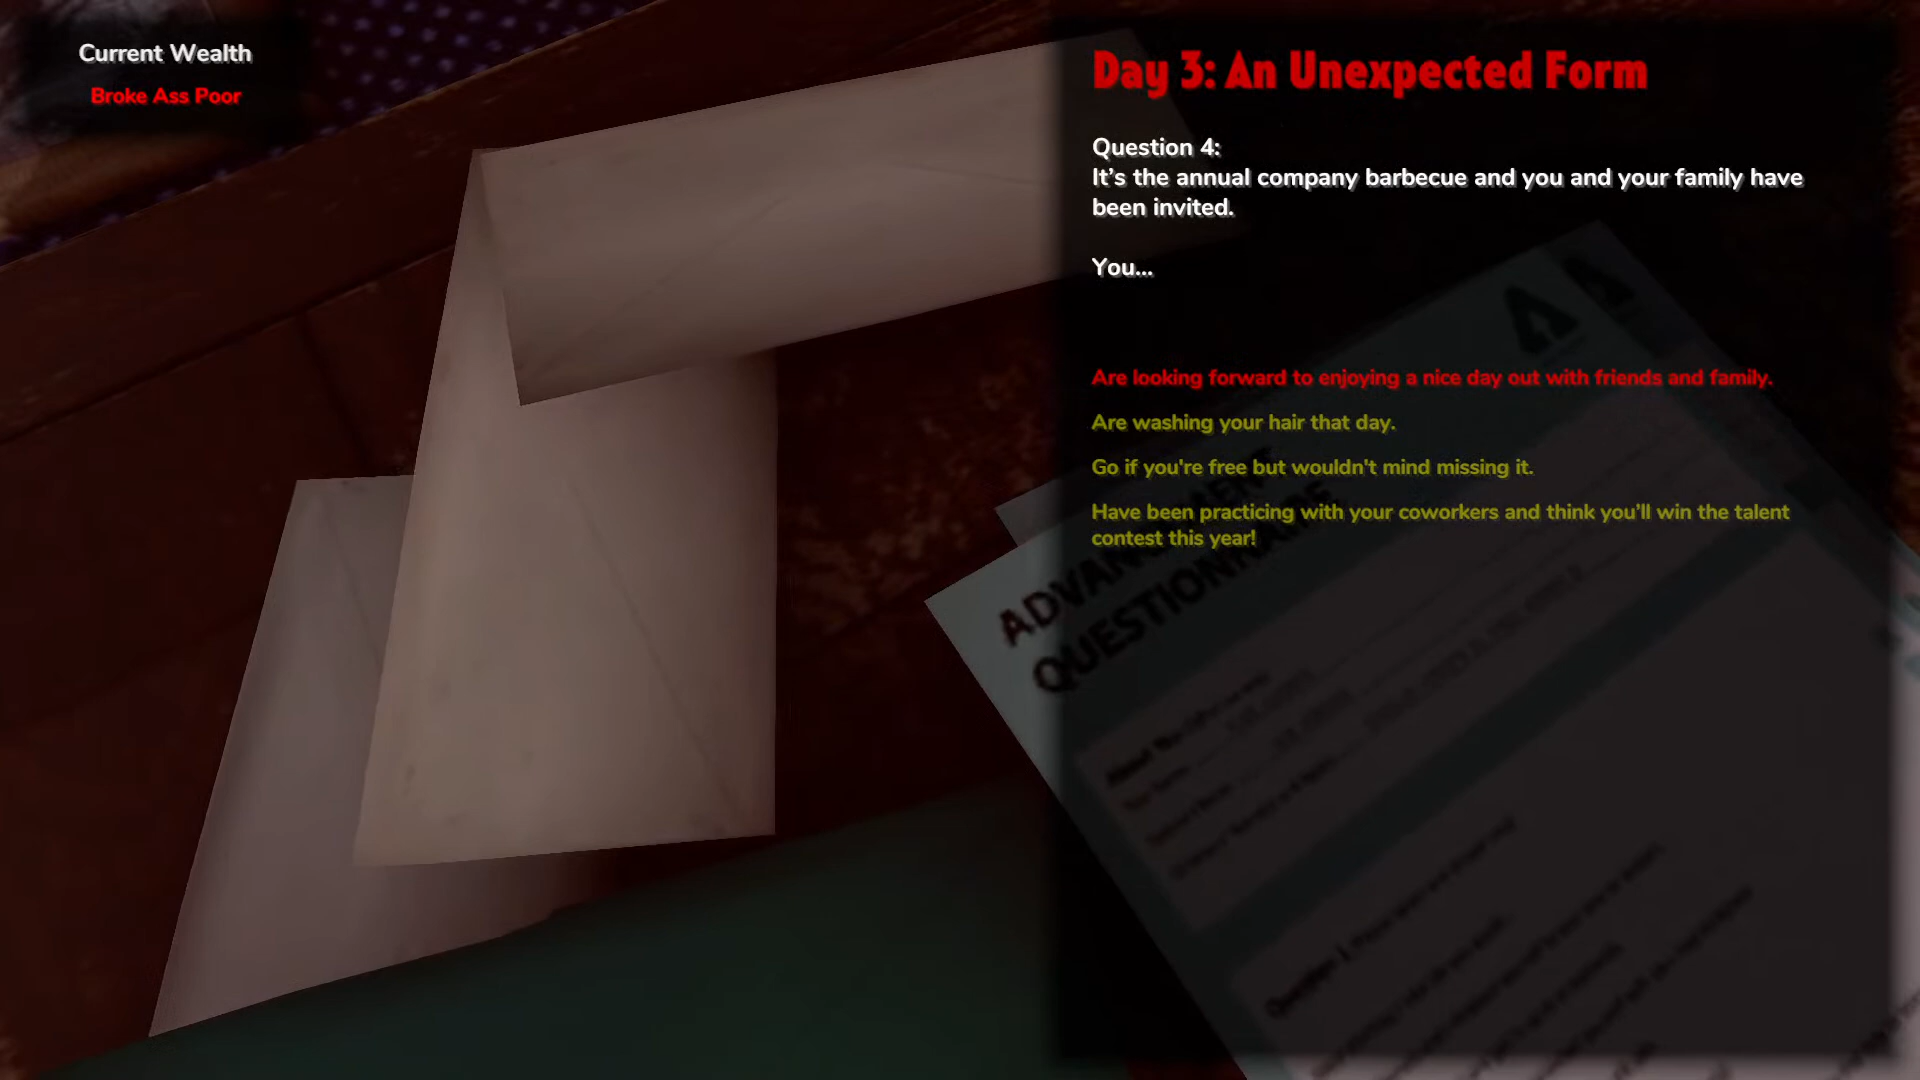 Current Wealth
Broke Ass Poor
Day 3: An Unexpected Form
Question 4:
It’s the annual company barbecue and you and your family have
been invited.
You...
Are looking forward to enjoying a nice day out with friends and family.
Are washing your hair that day.
Go if you're free but wouldn't mind missing it.
Have been practicing with your coworkers and think you’ll win the talent
contest this year!
ADVANCEMENT
QUESTIONNAIRE